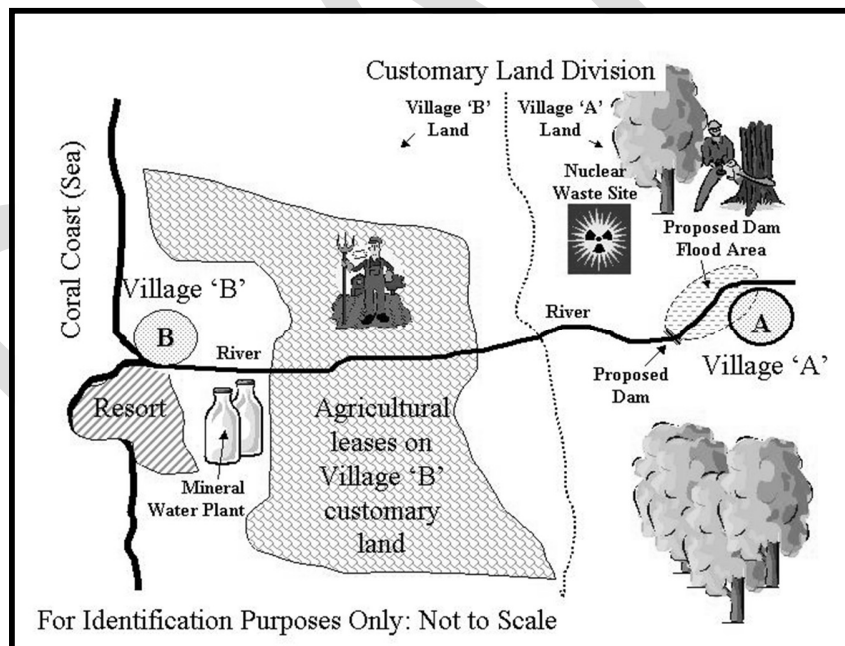 Customary Land Division
Village ‘B’
Land
Village ‘A’
Land
Nuclear
Waste Site
Proposed Dam
Flood Area
Coral Coast (Sea)
Village ‘B’
B
River
River
A
Village ‘A’
Proposed
Dam
Resort
Mineral
Water Plant
Agricultural
leases on
Village ‘B’
customary
land
For Identification Purposes Only: Not to Scale